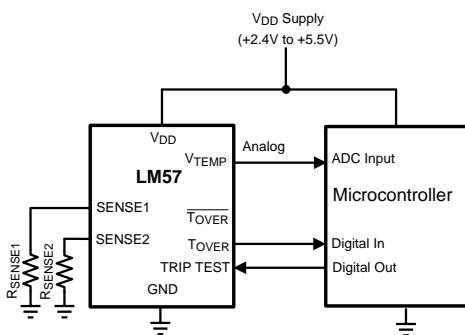 VDD Supply
(+2.4V to +5.5V)
VDD
LM57
VTEMP
Analog
ADC Input
Microcontroller
SENSE1
TOVER
SENSE2
TOVER
Digital In
TRIP TEST
Digital Out
GND
RSENSE1
RSENSE2